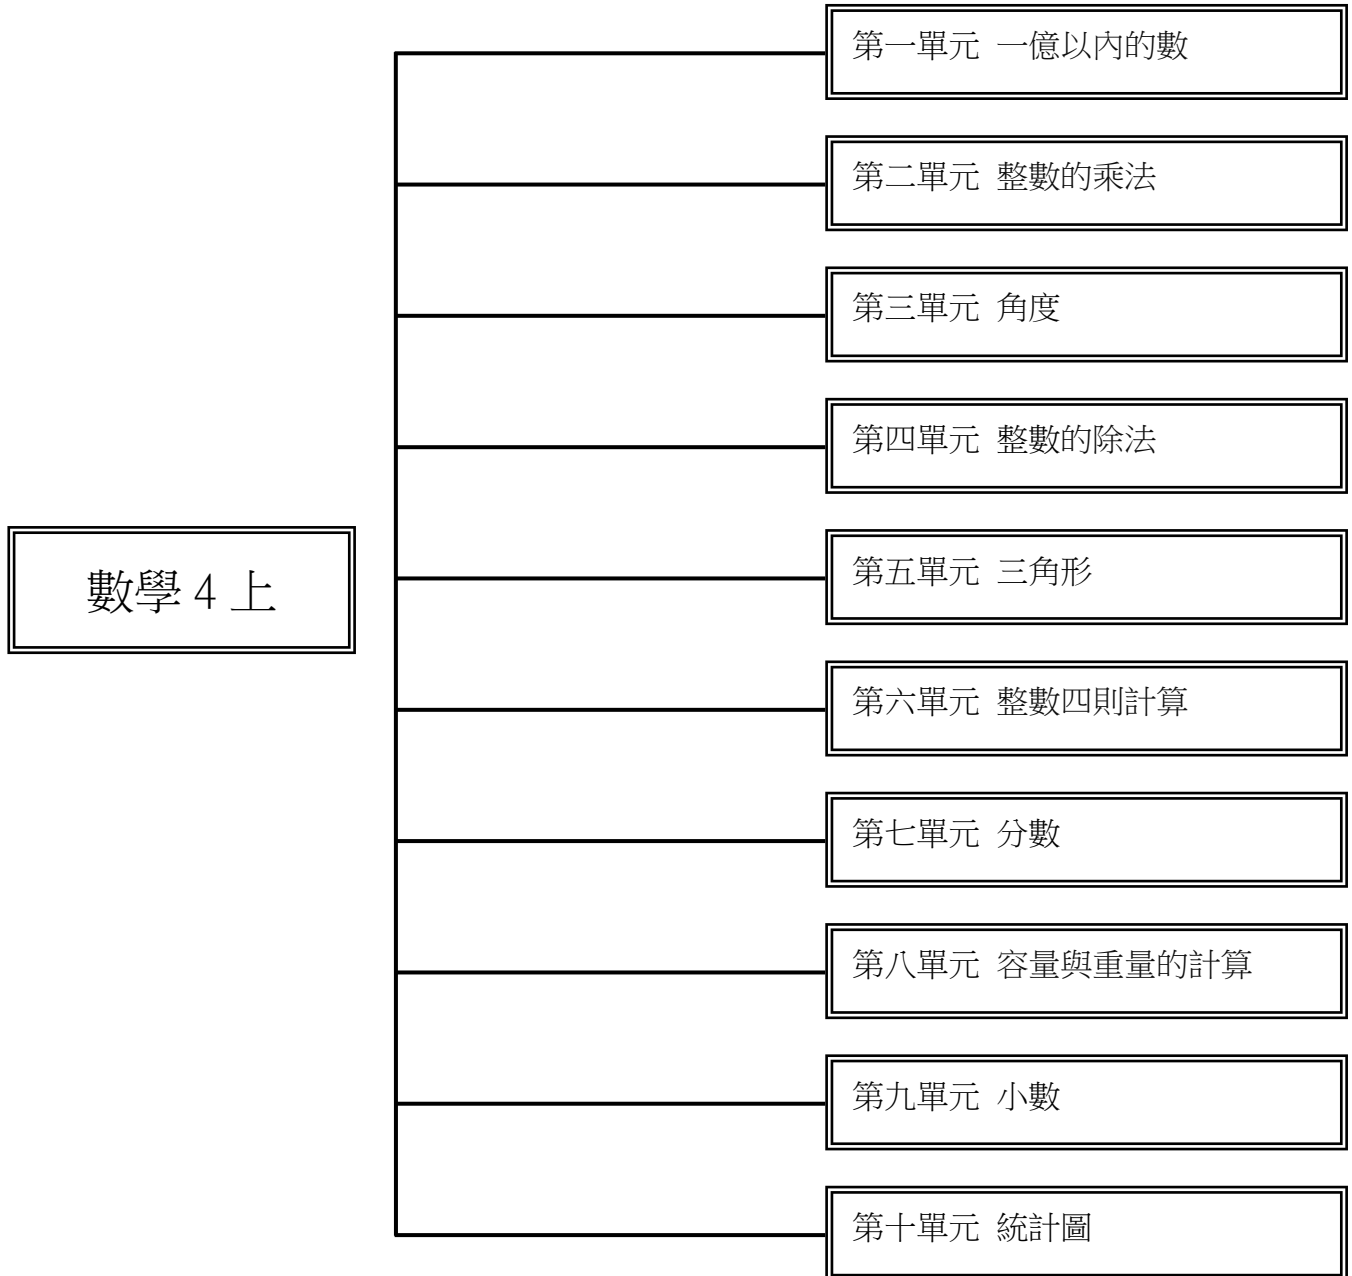 第一單元 一億以內的數
第二單元 整數的乘法
第三單元 角度
第四單元 整數的除法
第五單元 三角形
數學4上
第六單元 整數四則計算
第七單元 分數
第八單元 容量與重量的計算
第九單元 小數
第十單元 統計圖